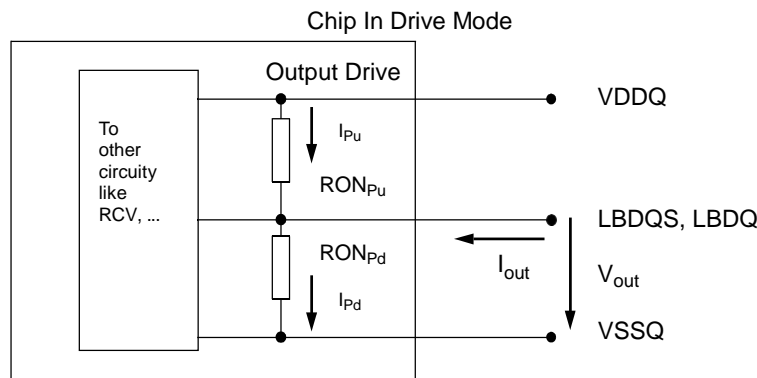 Chip In Drive Mode
Output Drive
VDDQ
To
other
circuity
like
RCV, ...
IPu
RONPu
LBDQS, LBDQ
RONPd
Iout
Vout
IPd
VSSQ